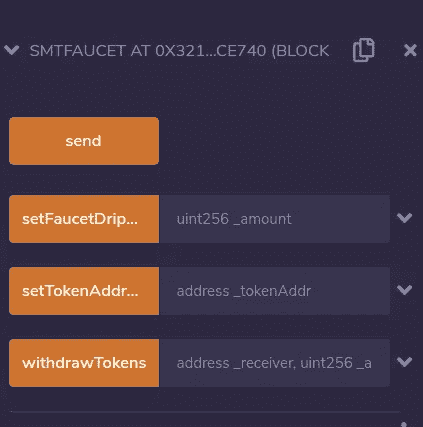 SMTFAUCET AT 0X321...CE740 (BLOCK
send
setFaucetDrip... uint256 _amount
setTokenAddr... address _tokenAddr
withdrawTokens address _receiver, uint256 _a